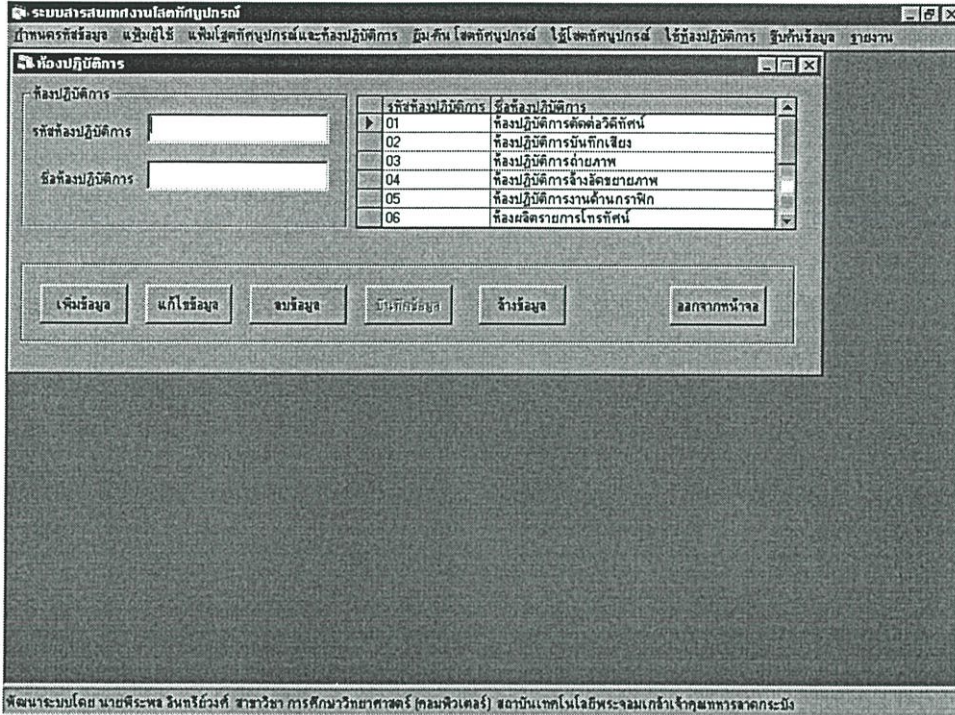 ระบบสารสนเทศงานโสตทัศนูปกรณ์
กำหนดรหัสข้อมูล แฟ้มผู้ใช้ แฟ้มโสตทัศนูปกรณ์และห้องปฏิบัติการ ยืม-คืน โสตทัศนูปกรณ์ ใช้โสตทัศนูปกรณ์ ใช้ห้องปฏิบัติการ สืบค้นข้อมูล รายงาน
ห้องปฏิบัติการ
ห้องปฏิบัติการ
รหัสห้องปฏิบัติการ
ชื่อห้องปฏิบัติการ
รหัสห้องปฏิบัติการ ชื่อห้องปฏิบัติการ
01 ห้องปฏิบัติการตัดต่อวิดีทัศน์
02 ห้องปฏิบัติการบันทึกเสียง
03 ห้องปฏิบัติการถ่ายภาพ
04 ห้องปฏิบัติการล้างอัดขยายภาพ
05 ห้องปฏิบัติการงานด้านกราฟิก
06 ห้องผลิตรายการโทรทัศน์
เพิ่มข้อมูล แก้ไขข้อมูล ลบข้อมูล บันทึกข้อมูล ล้างข้อมูล ออกจากหน้าจอ
พัฒนาระบบโดย นายพีระพล อินทรีย์วงศ์ สาขาวิชา การศึกษาวิทยาศาสตร์ (คอมพิวเตอร์) สถาบันเทคโนโลยีพระจอมเกล้าเจ้าคุณทหารลาดกระบัง